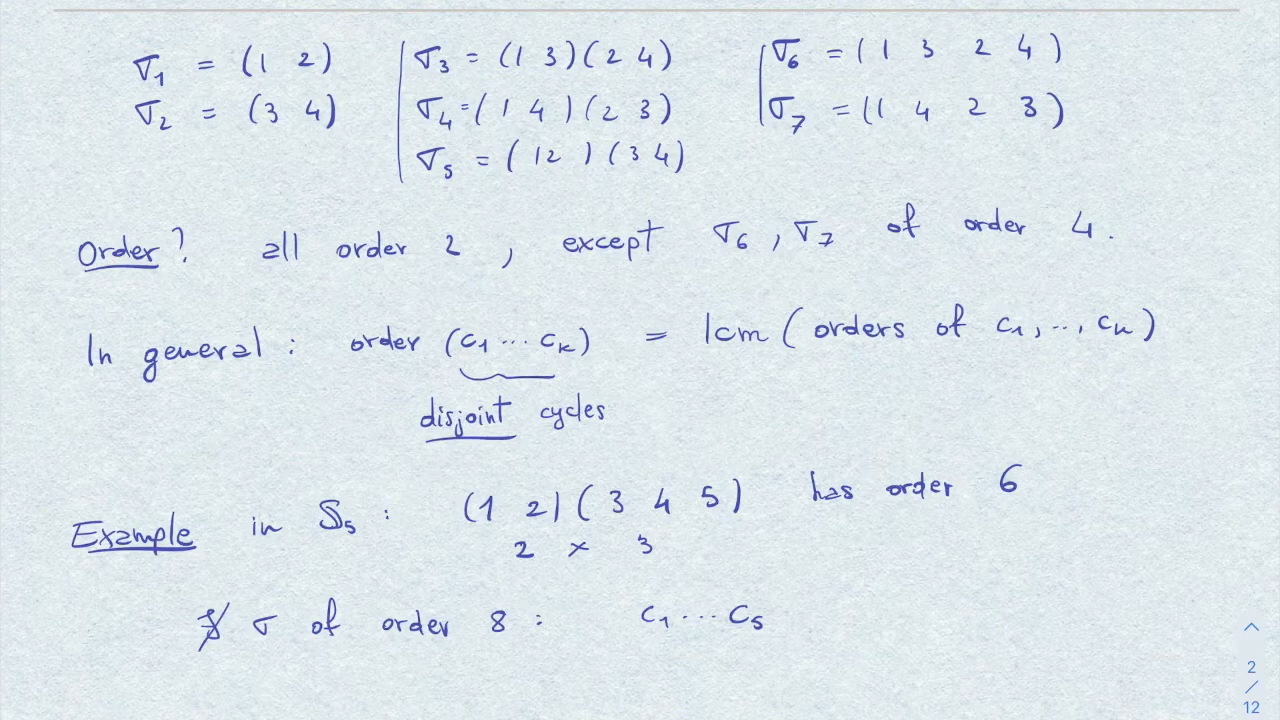 σ₁ = (1 2)
σ₂ = (3 4)
σ₃ = (1 3)(2 4)
σ₄ = (1 4)(2 3)
σ₅ = (12)(3 4)
σ₆ = (1 3 2 4)
σ₇ = (1 4 2 3)
Order? all order 2, except σ₆, σ₇ of order 4.
In general: order (c₁ ... cₖ) = lcm (orders of c₁, .., cₖ)
disjoint cycles
Example in 𝕊₅: (1 2)(3 4 5) has order 6
2 × 3
∄ σ of order 8: c₁ ... c₅
2
/
12